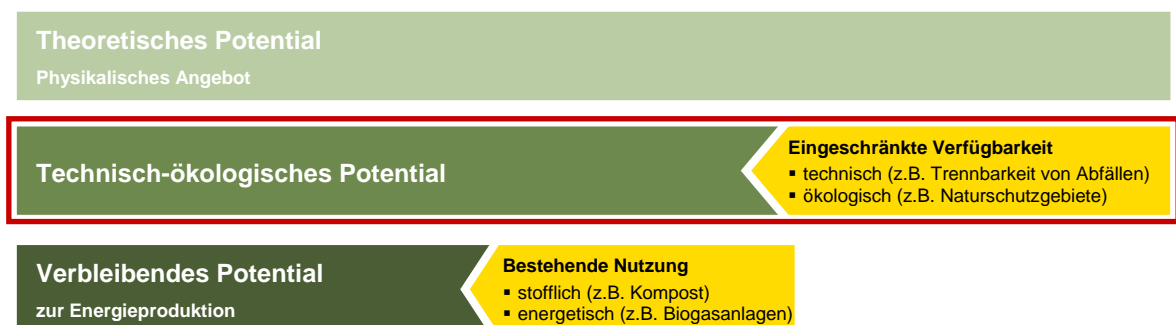 Theoretisches Potential
Physikalisches Angebot
Technisch-ökologisches Potential
Eingeschränkte Verfügbarkeit
▪ technisch (z.B. Trennbarkeit von Abfällen)
▪ ökologisch (z.B. Naturschutzgebiete)
Verbleibendes Potential
zur Energieproduktion
Bestehende Nutzung
▪ stofflich (z.B. Kompost)
▪ energetisch (z.B. Biogasanlagen)